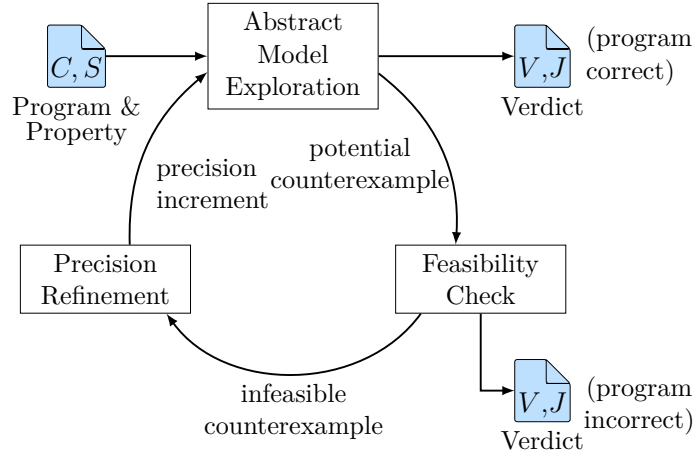 C, S
Program &
Property
Abstract
Model
Exploration
V,J
Verdict
(program
correct)
precision
increment
potential
counterexample
Precision
Refinement
Feasibility
Check
infeasible
counterexample
V,J
Verdict
(program
incorrect)